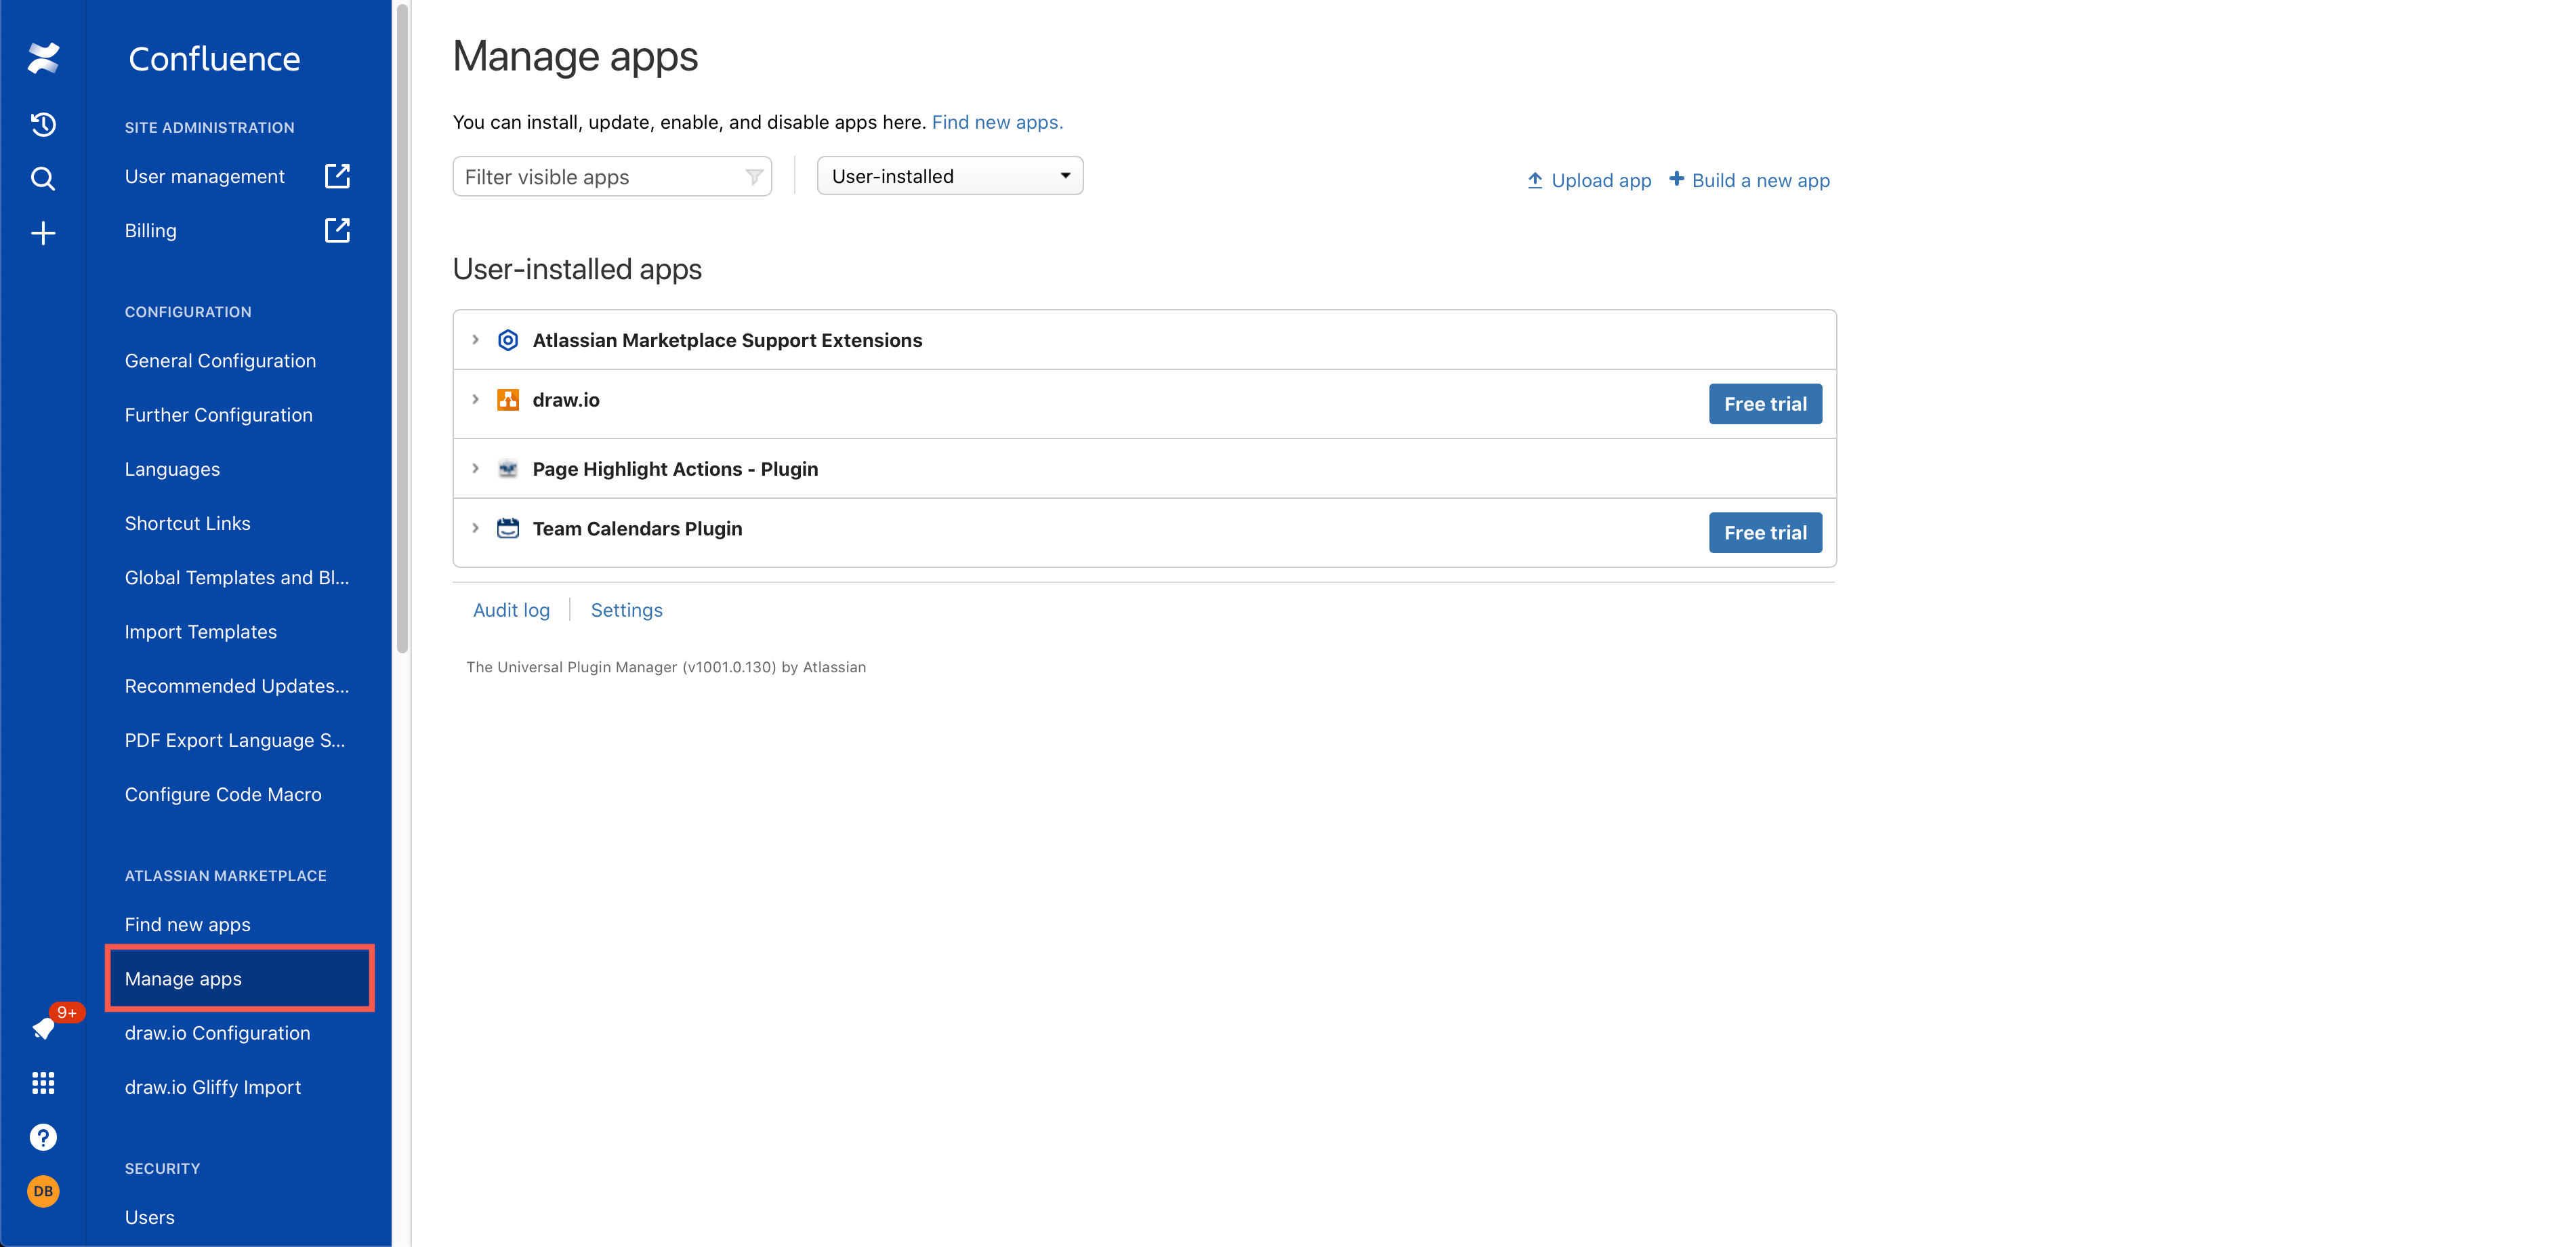 Confluence
SITE ADMINISTRATION
User management
Billing
CONFIGURATION
General Configuration
Further Configuration
Languages
Shortcut Links
Global Templates and Bl...
Import Templates
Recommended Updates...
PDF Export Language S...
Configure Code Macro
ATLASSIAN MARKETPLACE
Find new apps
Manage apps
9+
draw.io Configuration
draw.io Gliffy Import
?
SECURITY
DB
Users
Manage apps
You can install, update, enable, and disable apps here. Find new apps.
Filter visible apps
User-installed
Upload app
Build a new app
User-installed apps
Atlassian Marketplace Support Extensions
draw.io
Free trial
Page Highlight Actions - Plugin
Team Calendars Plugin
Free trial
Audit log
Settings
The Universal Plugin Manager (v1001.0.130) by Atlassian